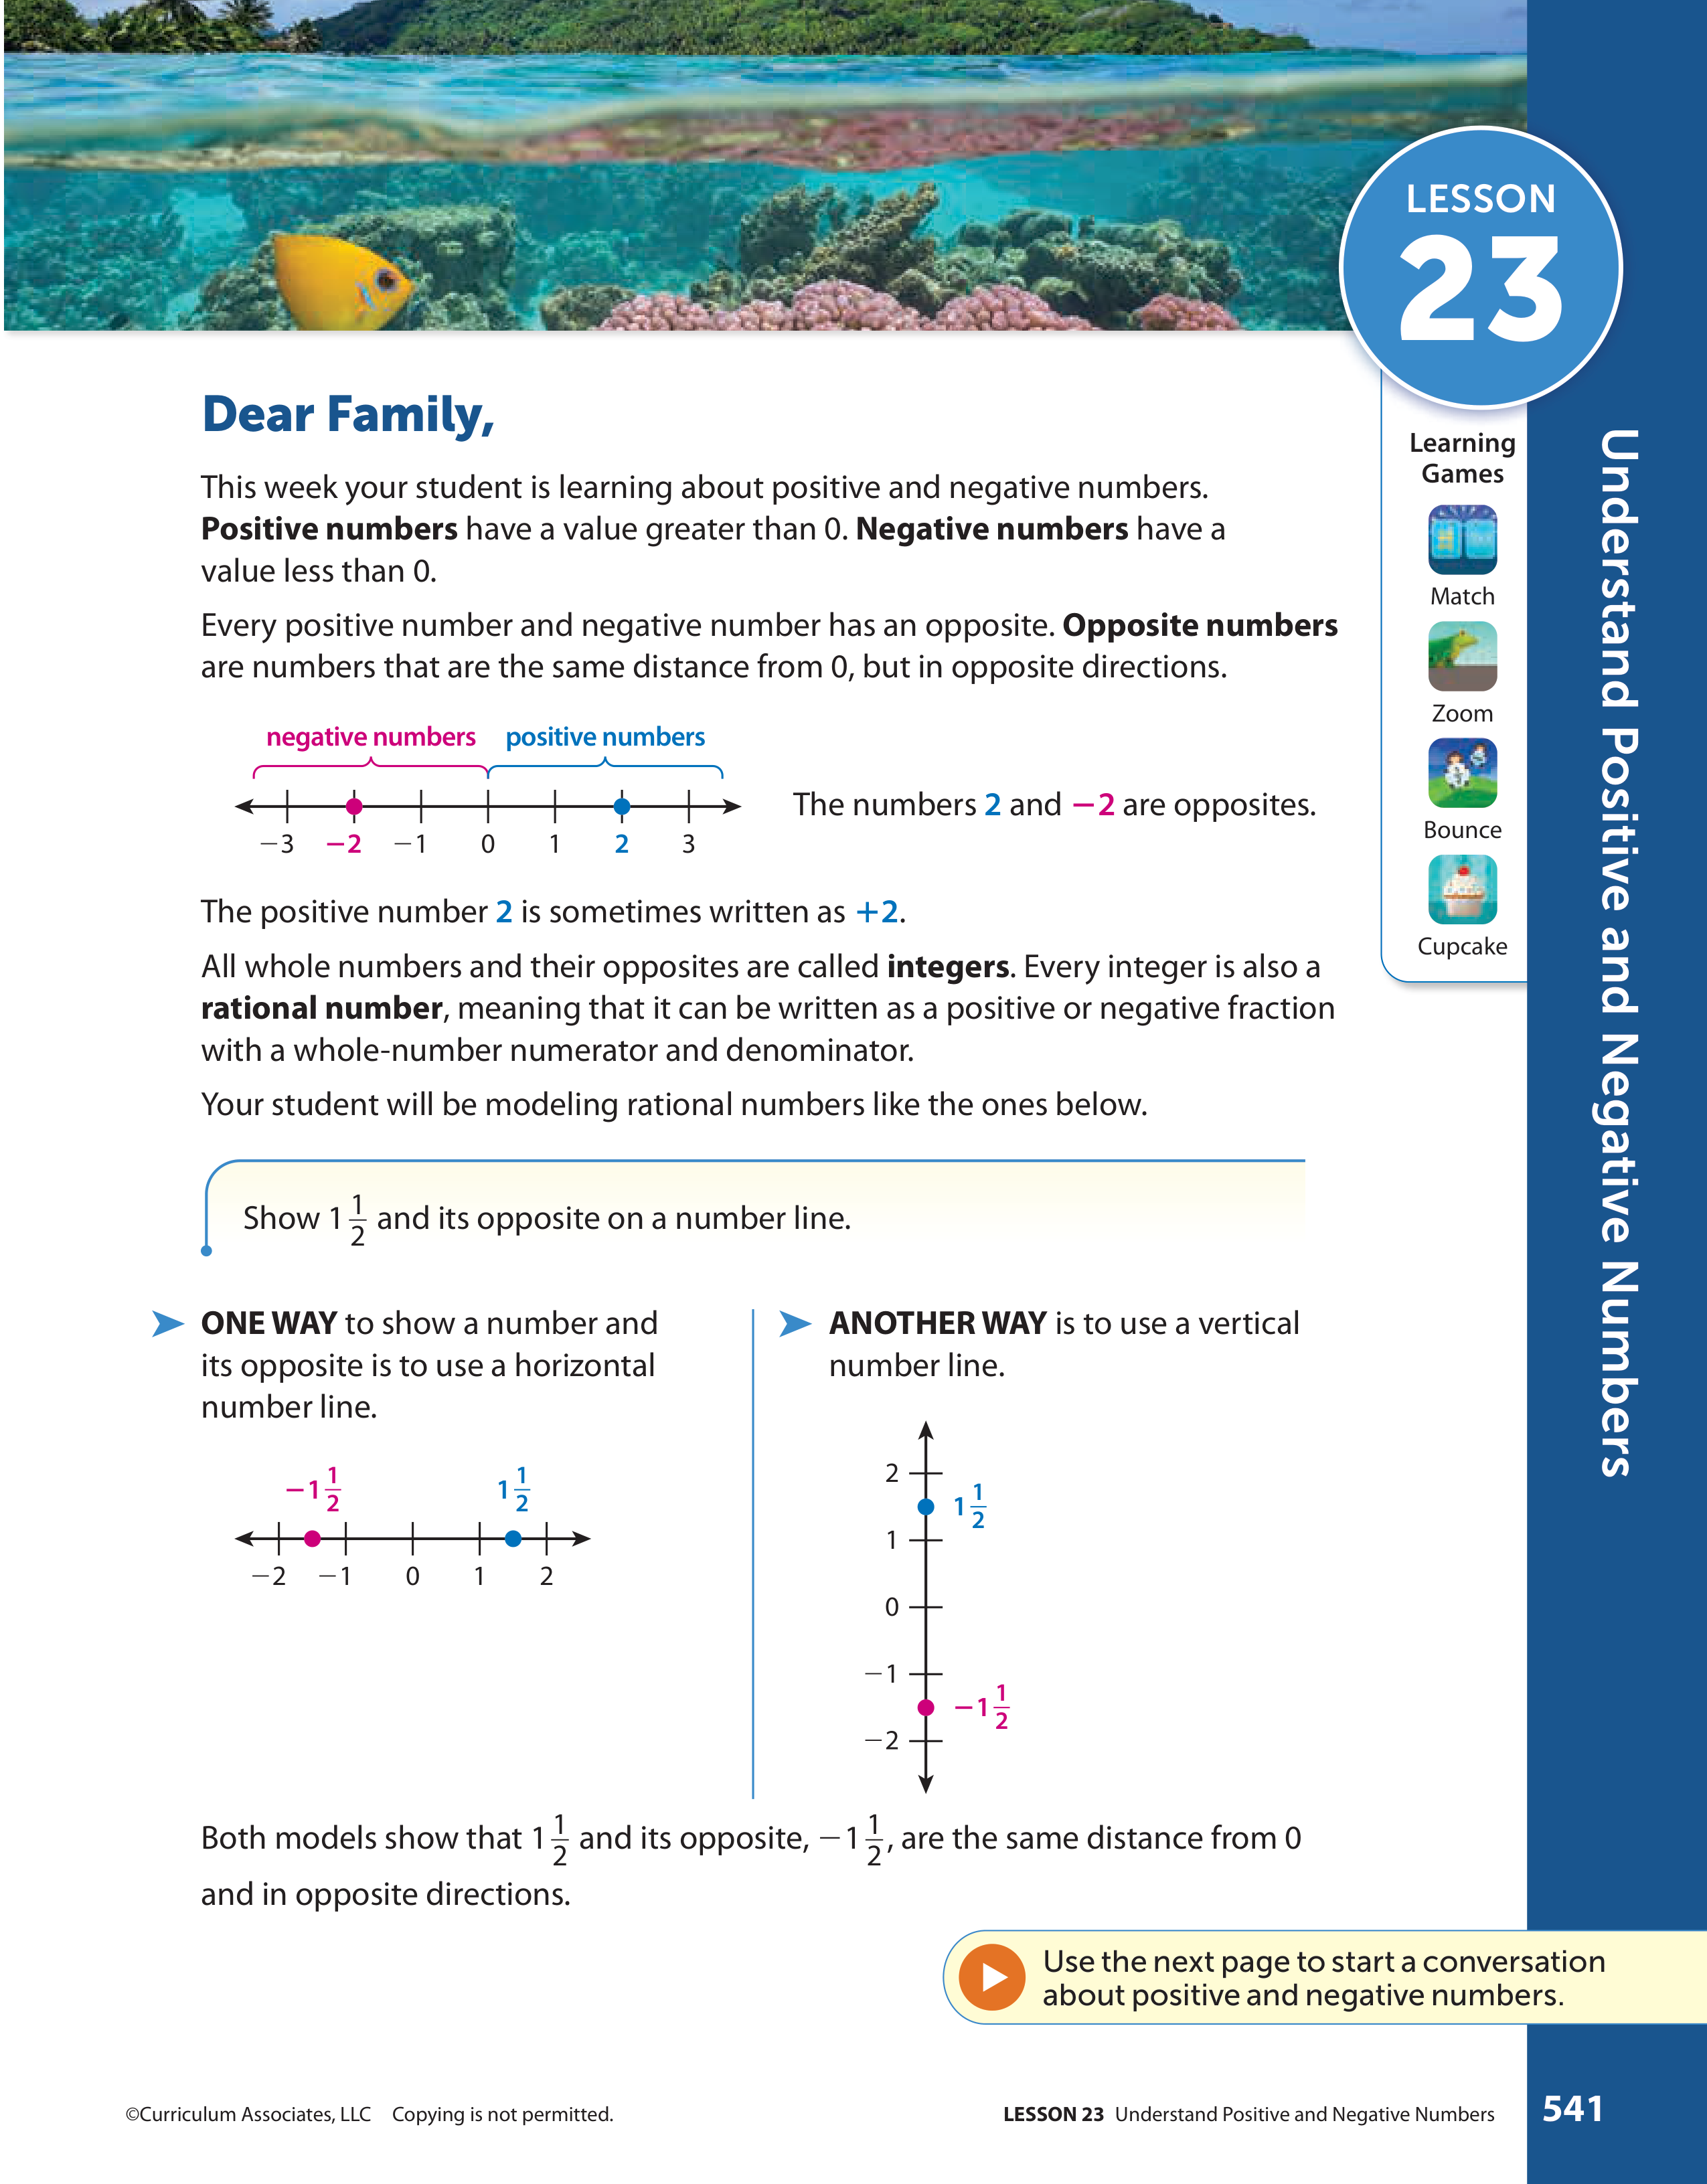 LESSON
23
Dear Family,
This week your student is learning about positive and negative numbers.
Positive numbers have a value greater than 0. Negative numbers have a
value less than 0.
Every positive number and negative number has an opposite. Opposite numbers
are numbers that are the same distance from 0, but in opposite directions.
negative numbers positive numbers
−3 −2 −1 0 1 2 3
The numbers 2 and −2 are opposites.
The positive number 2 is sometimes written as +2.
All whole numbers and their opposites are called integers. Every integer is also a
rational number, meaning that it can be written as a positive or negative fraction
with a whole-number numerator and denominator.
Your student will be modeling rational numbers like the ones below.
Show 1 1/2 and its opposite on a number line.
ONE WAY to show a number and
its opposite is to use a horizontal
number line.
−1 1/2 1 1/2
−2 −1 0 1 2
ANOTHER WAY is to use a vertical
number line.
2
1 1/2
1
0
−1
−1 1/2
−2
Both models show that 1 1/2 and its opposite, −1 1/2, are the same distance from 0
and in opposite directions.
Learning
Games
Match
Zoom
Bounce
Cupcake
Understand Positive and Negative Numbers
Use the next page to start a conversation
about positive and negative numbers.
©Curriculum Associates, LLC Copying is not permitted.
LESSON 23 Understand Positive and Negative Numbers
541